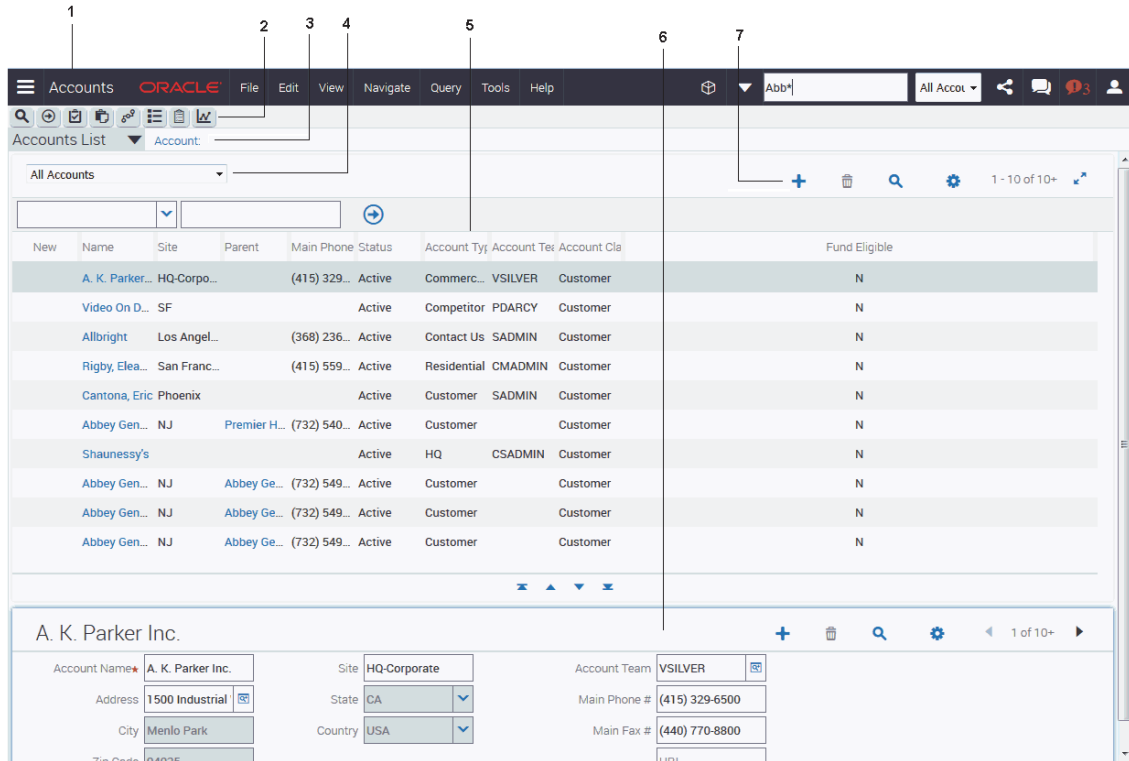 1 2 3 4 5 6 7
Accounts ORACLE File Edit View Navigate Query Tools Help Abb* All Accou 3
Accounts List Account:
All Accounts 1 - 10 of 10+
New Name Site Parent Main Phone Status Account Typ Account Tea Account Cla Fund Eligible
A. K. Parker... HQ-Corpo... (415) 329... Active Commerc... VSILVER Customer N
Video On D... SF Active Competitor PDARCY Customer N
Allbright Los Angel... (368) 236... Active Contact Us SADMIN Customer N
Rigby, Elea... San Franc... (415) 559... Active Residential CMADMIN Customer N
Cantona, Eric Phoenix Active Customer SADMIN Customer N
Abbey Gen... NJ Premier H... (732) 540... Active Customer Customer N
Shaunessy's Active HQ CSADMIN Customer N
Abbey Gen... NJ Abbey Ge... (732) 549... Active Customer Customer N
Abbey Gen... NJ Abbey Ge... (732) 549... Active Customer Customer N
Abbey Gen... NJ Abbey Ge... (732) 549... Active Customer Customer N
A. K. Parker Inc. 1 of 10+
Account Name★ A. K. Parker Inc. Site HQ-Corporate Account Team VSILVER
Address 1500 Industrial State CA Main Phone # (415) 329-6500
City Menlo Park Country USA Main Fax # (440) 770-8800
Zip Code 94025 URL